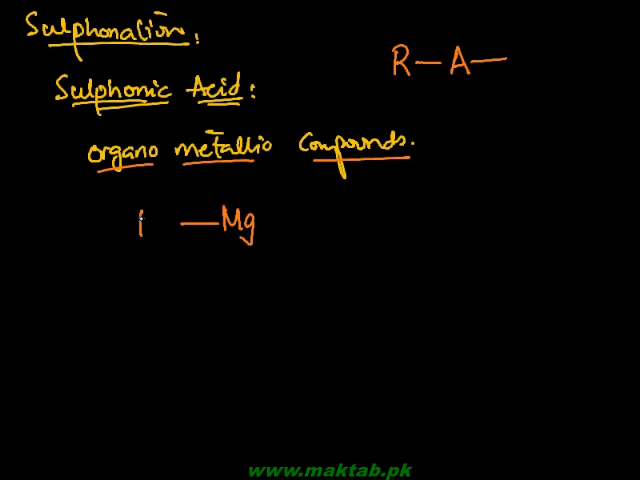 Sulphonation:
R—A—
Sulphonic Acid:
organo metallic Compounds.
—Mg
www.maktab.pk